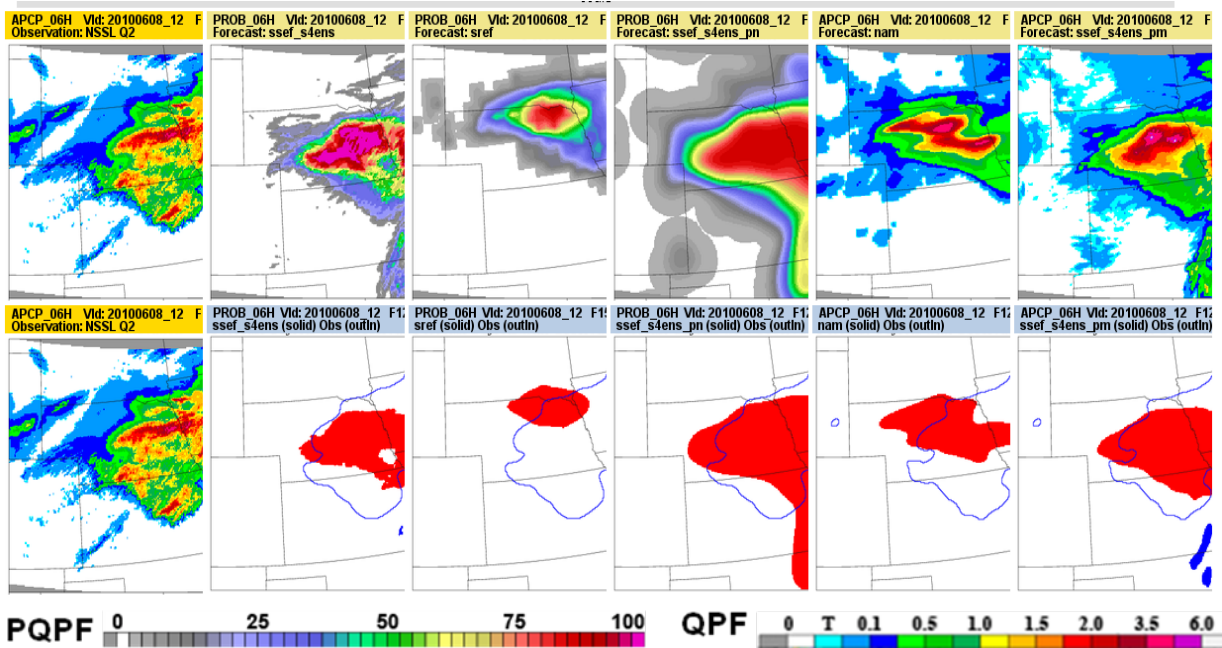 APCP_06H Vld: 20100608_12 F
Observation: NSSL Q2
PROB_06H Vld: 20100608_12 F
Forecast: ssef_s4ens
PROB_06H Vld: 20100608_12 F
Forecast: sref
PROB_06H Vld: 20100608_12 F
Forecast: ssef_s4ens_pn
APCP_06H Vld: 20100608_12 F
Forecast: nam
APCP_06H Vld: 20100608_12 F
Forecast: ssef_s4ens_pm
APCP_06H Vld: 20100608_12 F
Observation: NSSL Q2
PROB_06H Vld: 20100608_12 F12
ssef_s4ens (solid) Obs (outln)
PROB_06H Vld: 20100608_12 F15
sref (solid) Obs (outln)
PROB_06H Vld: 20100608_12 F12
ssef_s4ens_pn (solid) Obs (outln)
APCP_06H Vld: 20100608_12 F12
nam (solid) Obs (outln)
APCP_06H Vld: 20100608_12 F12
ssef_s4ens_pm (solid) Obs (outln)
PQPF 0 25 50 75 100
QPF 0 T 0.1 0.5 1.0 1.5 2.0 3.5 6.0